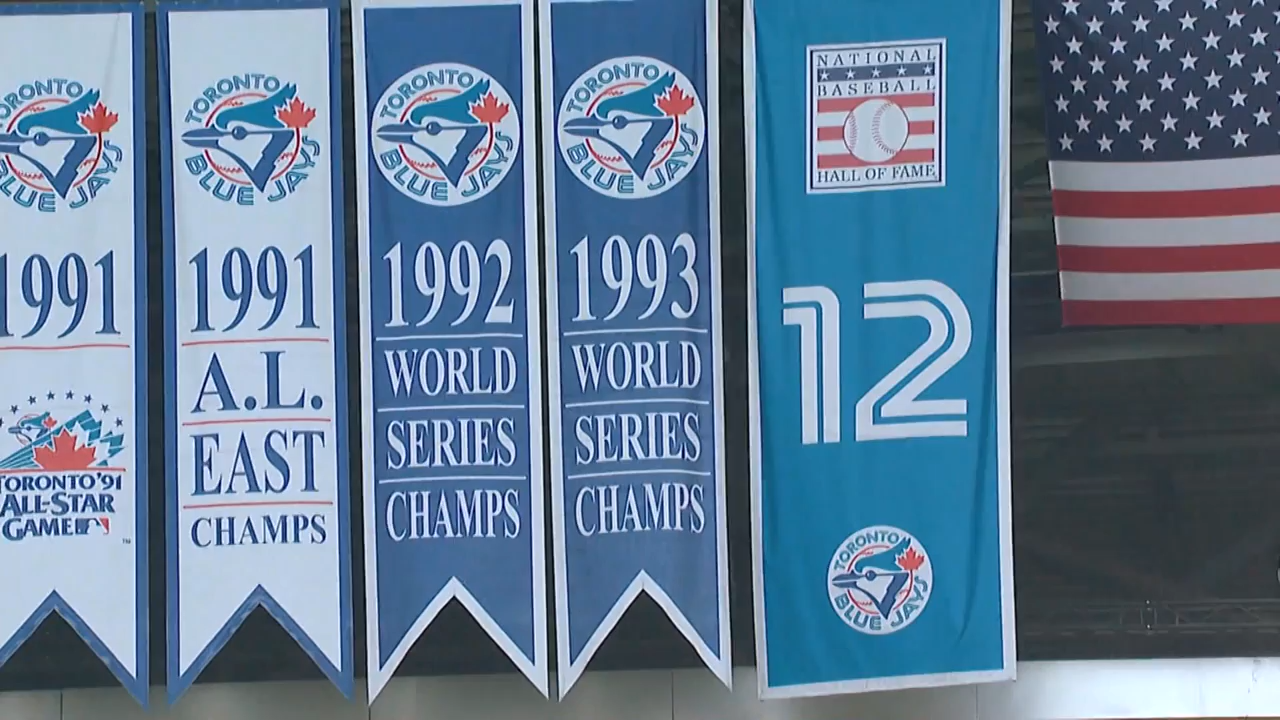 TORONTO
BLUE JAYS
1991
TORONTO'91
ALL-STAR
GAME
TM
TORONTO
BLUE JAYS
1991
A.L.
EAST
CHAMPS
TORONTO
BLUE JAYS
1992
WORLD
SERIES
CHAMPS
TORONTO
BLUE JAYS
1993
WORLD
SERIES
CHAMPS
NATIONAL
BASEBALL
HALL OF FAME
12
TORONTO
BLUE JAYS